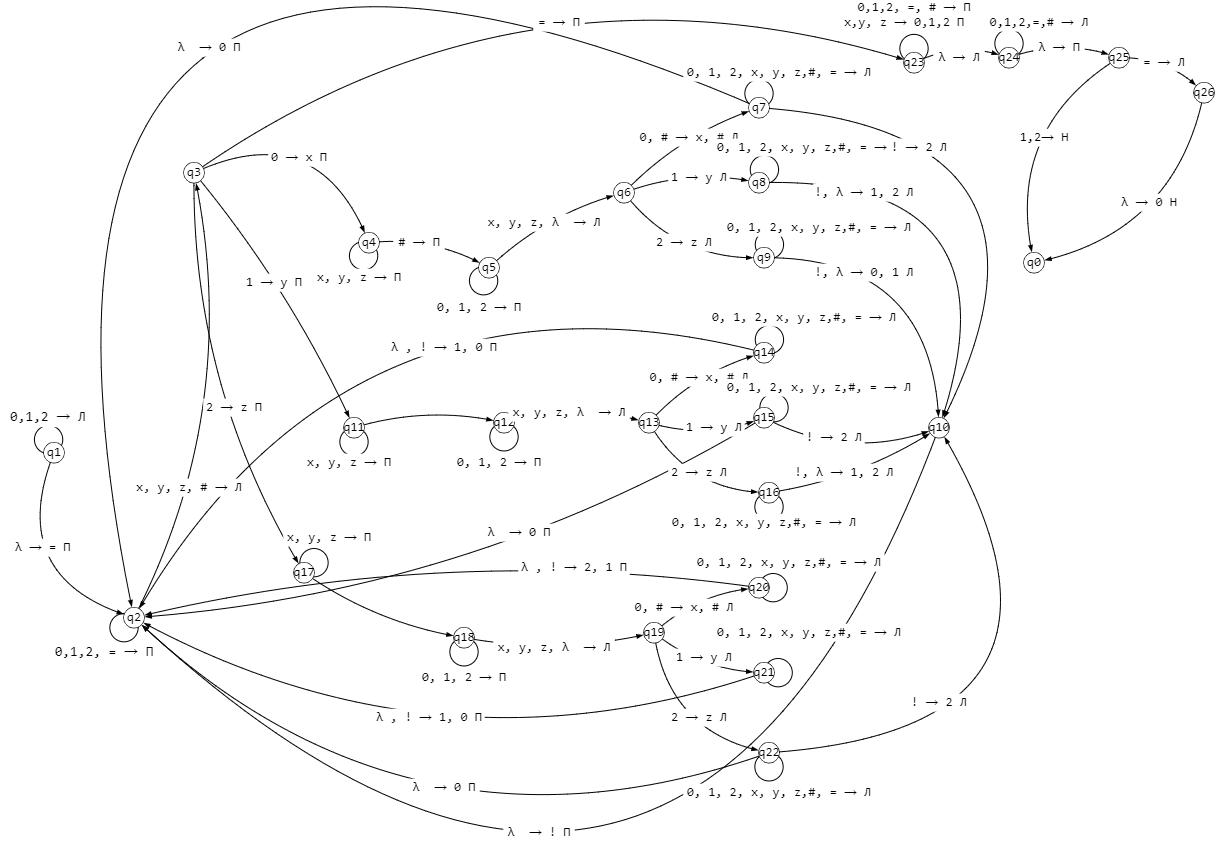 0,1,2, =, # → П
x,y, z → 0,1,2 П
0,1,2,=,# → Л
= → П
λ → 0 П
λ → Л
λ → П
= → Л
q23
q24
q25
q26
0, 1, 2, x, y, z,#, = → Л
q7
1,2→ Н
0, # → x, # Л
0, 1, 2, x, y, z,#, = → ! → 2 Л
0 → x П
q3
1 → y Л
q8
q6
!, λ → 1, 2 Л
λ → 0 Н
x, y, z, λ → Л
0, 1, 2, x, y, z,#, = → Л
q4
# → П
2 → z Л
q9
q0
q5
!, λ → 0, 1 Л
1 → y П
x, y, z → П
0, 1, 2 → П
0, 1, 2, x, y, z,#, = → Л
λ , ! → 1, 0 П
q14
0, # → x, # Л
0, 1, 2, x, y, z,#, = → Л
2 → z П
0,1,2 → Л
x, y, z, λ → Л
q11
q12
q13
1 → y Л
q15
q10
! → 2 Л
q1
x, y, z → П
0, 1, 2 → П
2 → z Л
!, λ → 1, 2 Л
x, y, z, # → Л
q16
0, 1, 2, x, y, z,#, = → Л
x, y, z → П
λ → 0 П
λ → = П
q17
λ , ! → 2, 1 П
0, 1, 2, x, y, z,#, = → Л
q20
0, # → x, # Л
q2
q18
q19
0, 1, 2, x, y, z,#, = → Л
0,1,2, = → П
x, y, z, λ → Л
1 → y Л
q21
0, 1, 2 → П
! → 2 Л
λ , ! → 1, 0 П
2 → z Л
q22
λ → 0 П
0, 1, 2, x, y, z,#, = → Л
λ → ! П